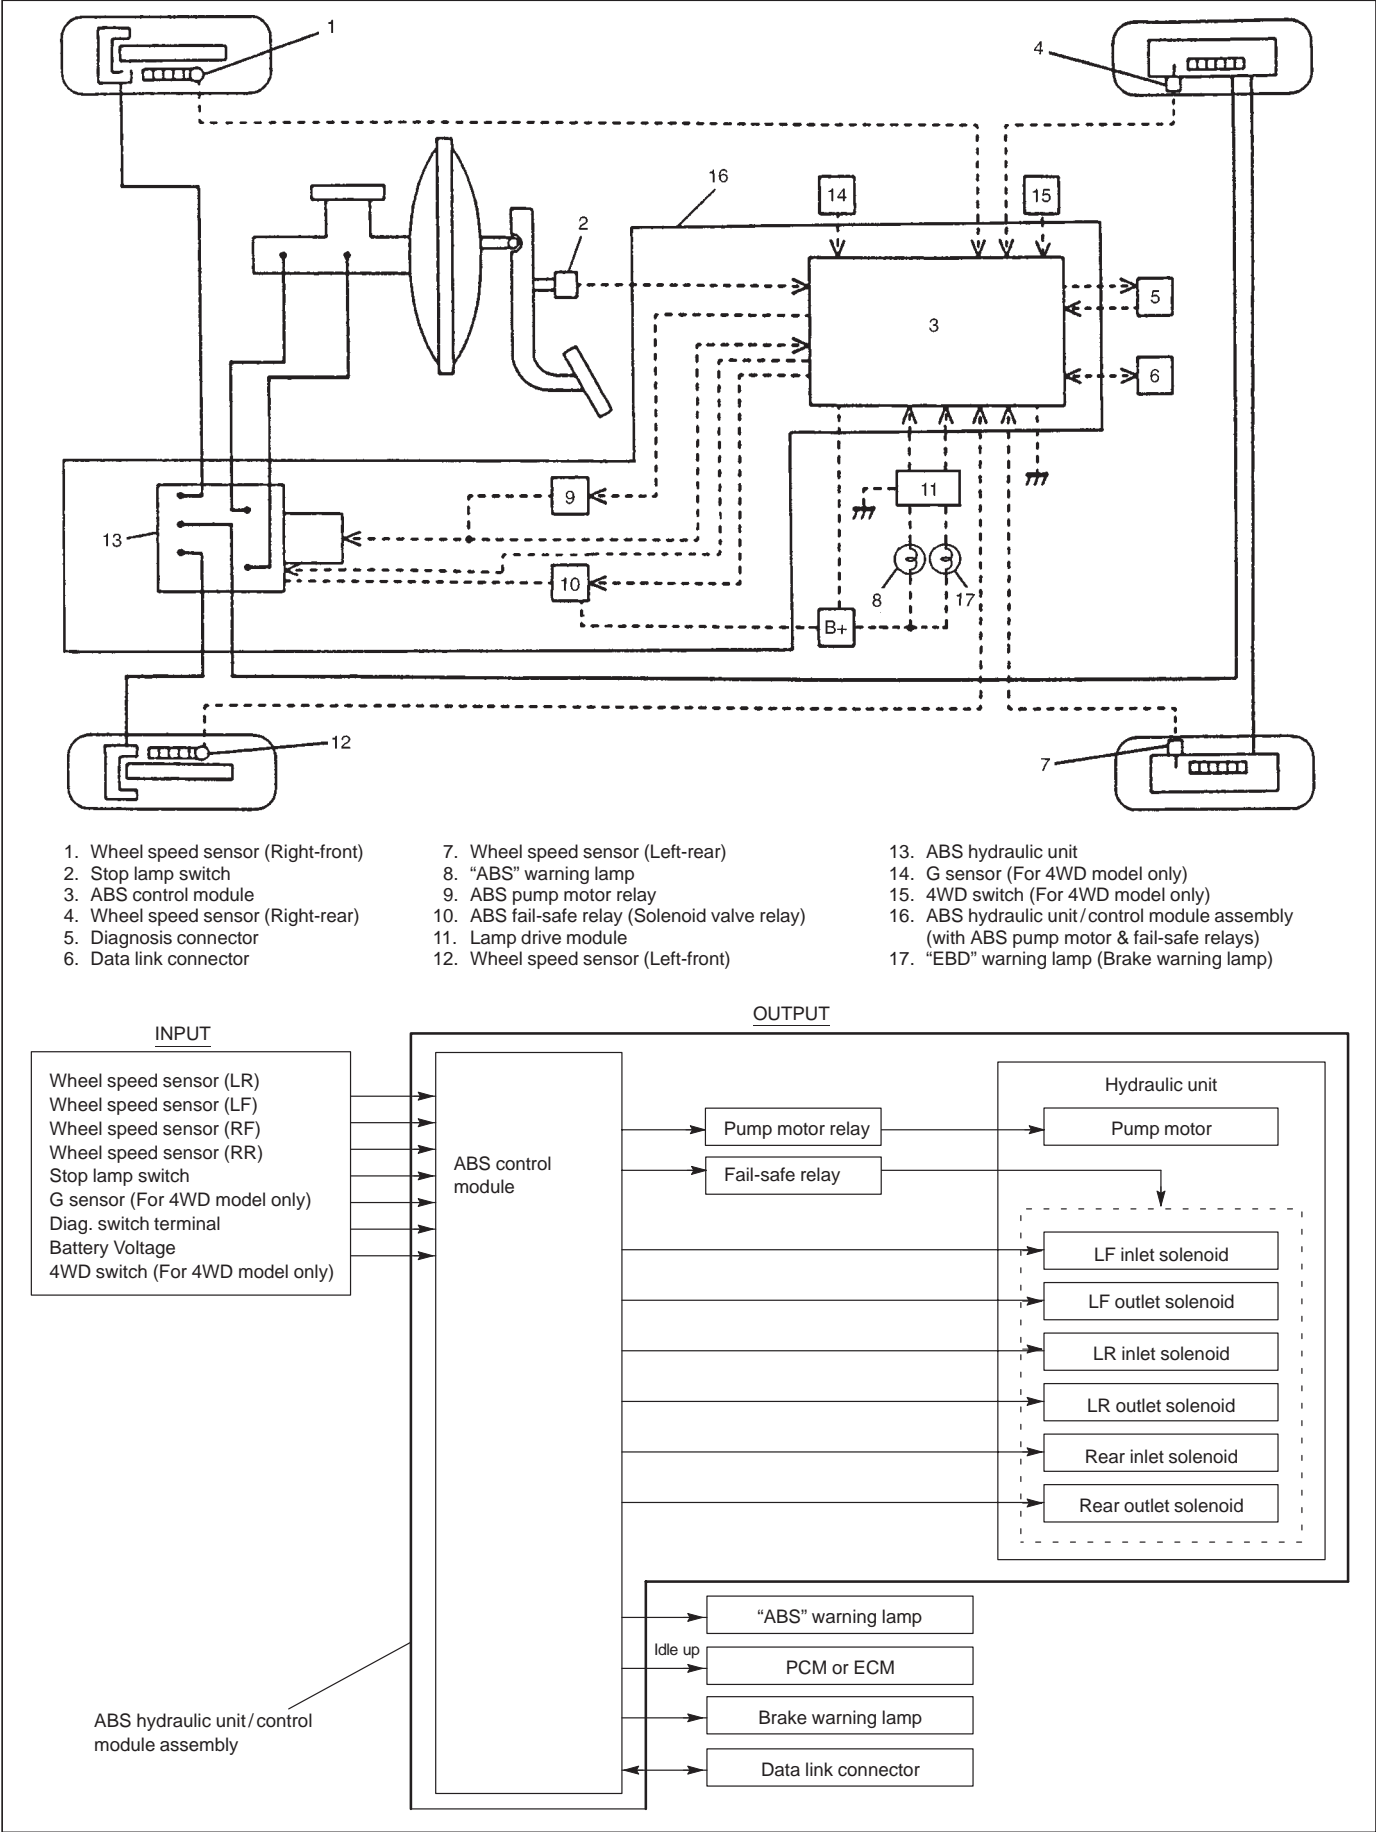 1
4
16
14
15
2
5
3
6
9
11
13
10
8
17
B+
12
7
1. Wheel speed sensor (Right-front)
2. Stop lamp switch
3. ABS control module
4. Wheel speed sensor (Right-rear)
5. Diagnosis connector
6. Data link connector
7. Wheel speed sensor (Left-rear)
8. “ABS” warning lamp
9. ABS pump motor relay
10. ABS fail-safe relay (Solenoid valve relay)
11. Lamp drive module
12. Wheel speed sensor (Left-front)
13. ABS hydraulic unit
14. G sensor (For 4WD model only)
15. 4WD switch (For 4WD model only)
16. ABS hydraulic unit/control module assembly
(with ABS pump motor & fail-safe relays)
17. “EBD” warning lamp (Brake warning lamp)
INPUT
OUTPUT
Wheel speed sensor (LR)
Wheel speed sensor (LF)
Wheel speed sensor (RF)
Wheel speed sensor (RR)
Stop lamp switch
G sensor (For 4WD model only)
Diag. switch terminal
Battery Voltage
4WD switch (For 4WD model only)
ABS control
module
Pump motor relay
Fail-safe relay
Hydraulic unit
Pump motor
LF inlet solenoid
LF outlet solenoid
LR inlet solenoid
LR outlet solenoid
Rear inlet solenoid
Rear outlet solenoid
“ABS” warning lamp
Idle up
PCM or ECM
Brake warning lamp
Data link connector
ABS hydraulic unit/control
module assembly